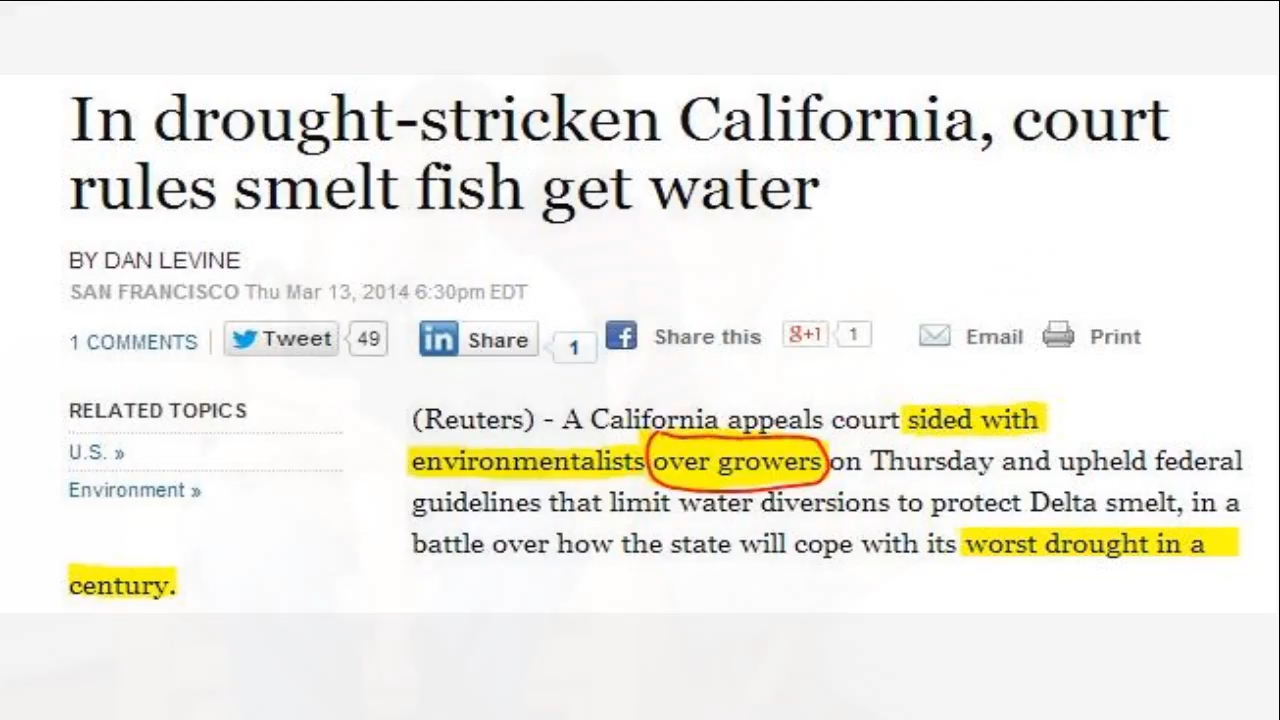 In drought-stricken California, court
rules smelt fish get water
BY DAN LEVINE
SAN FRANCISCO Thu Mar 13, 2014 6:30pm EDT
1 COMMENTS | Tweet 49 in Share 1 f Share this g+1 1 Email Print
RELATED TOPICS
U.S. »
Environment »
(Reuters) - A California appeals court sided with
environmentalists over growers on Thursday and upheld federal
guidelines that limit water diversions to protect Delta smelt, in a
battle over how the state will cope with its worst drought in a
century.